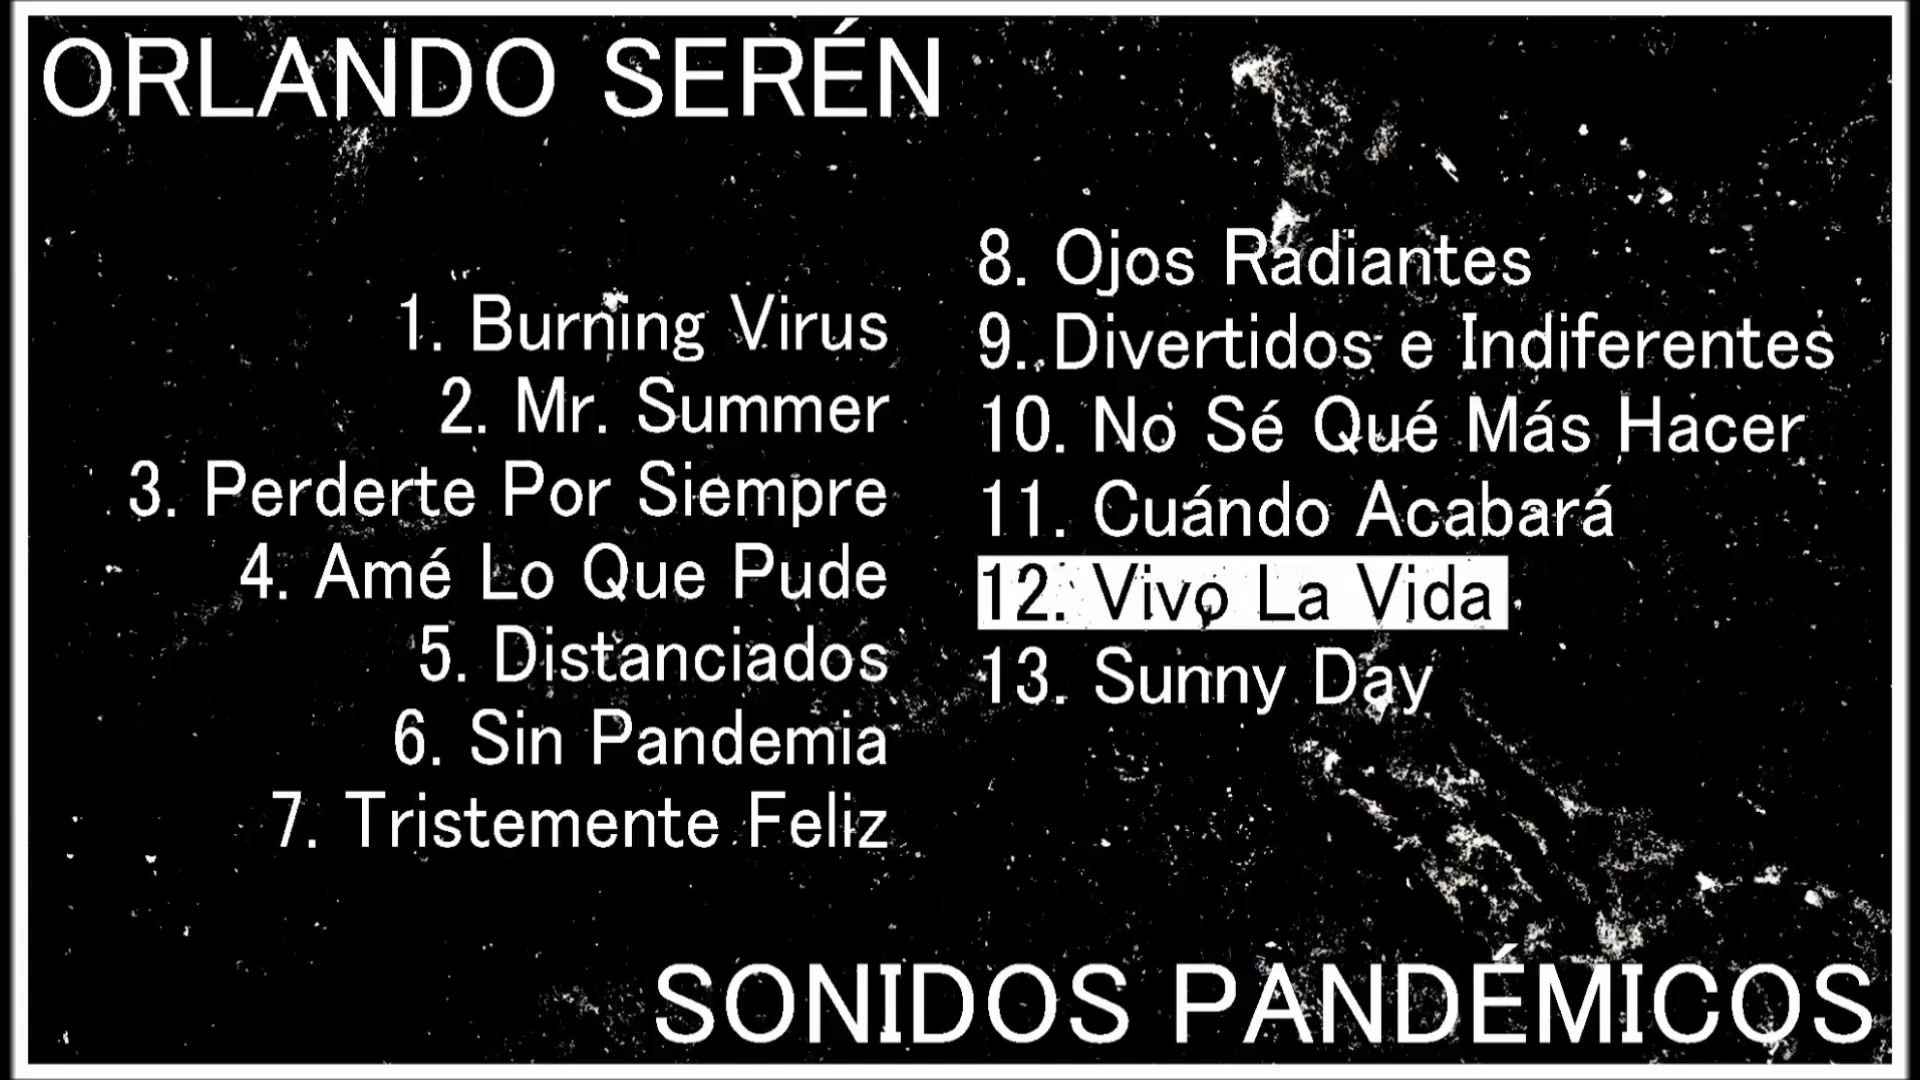 ORLANDO SERÉN
1. Burning Virus
2. Mr. Summer
3. Perderte Por Siempre
4. Amé Lo Que Pude
5. Distanciados
6. Sin Pandemia
7. Tristemente Feliz
8. Ojos Radiantes
9. Divertidos e Indiferentes
10. No Sé Qué Más Hacer
11. Cuándo Acabará
12. Vivo La Vida
13. Sunny Day
SONIDOS PANDÉMICOS